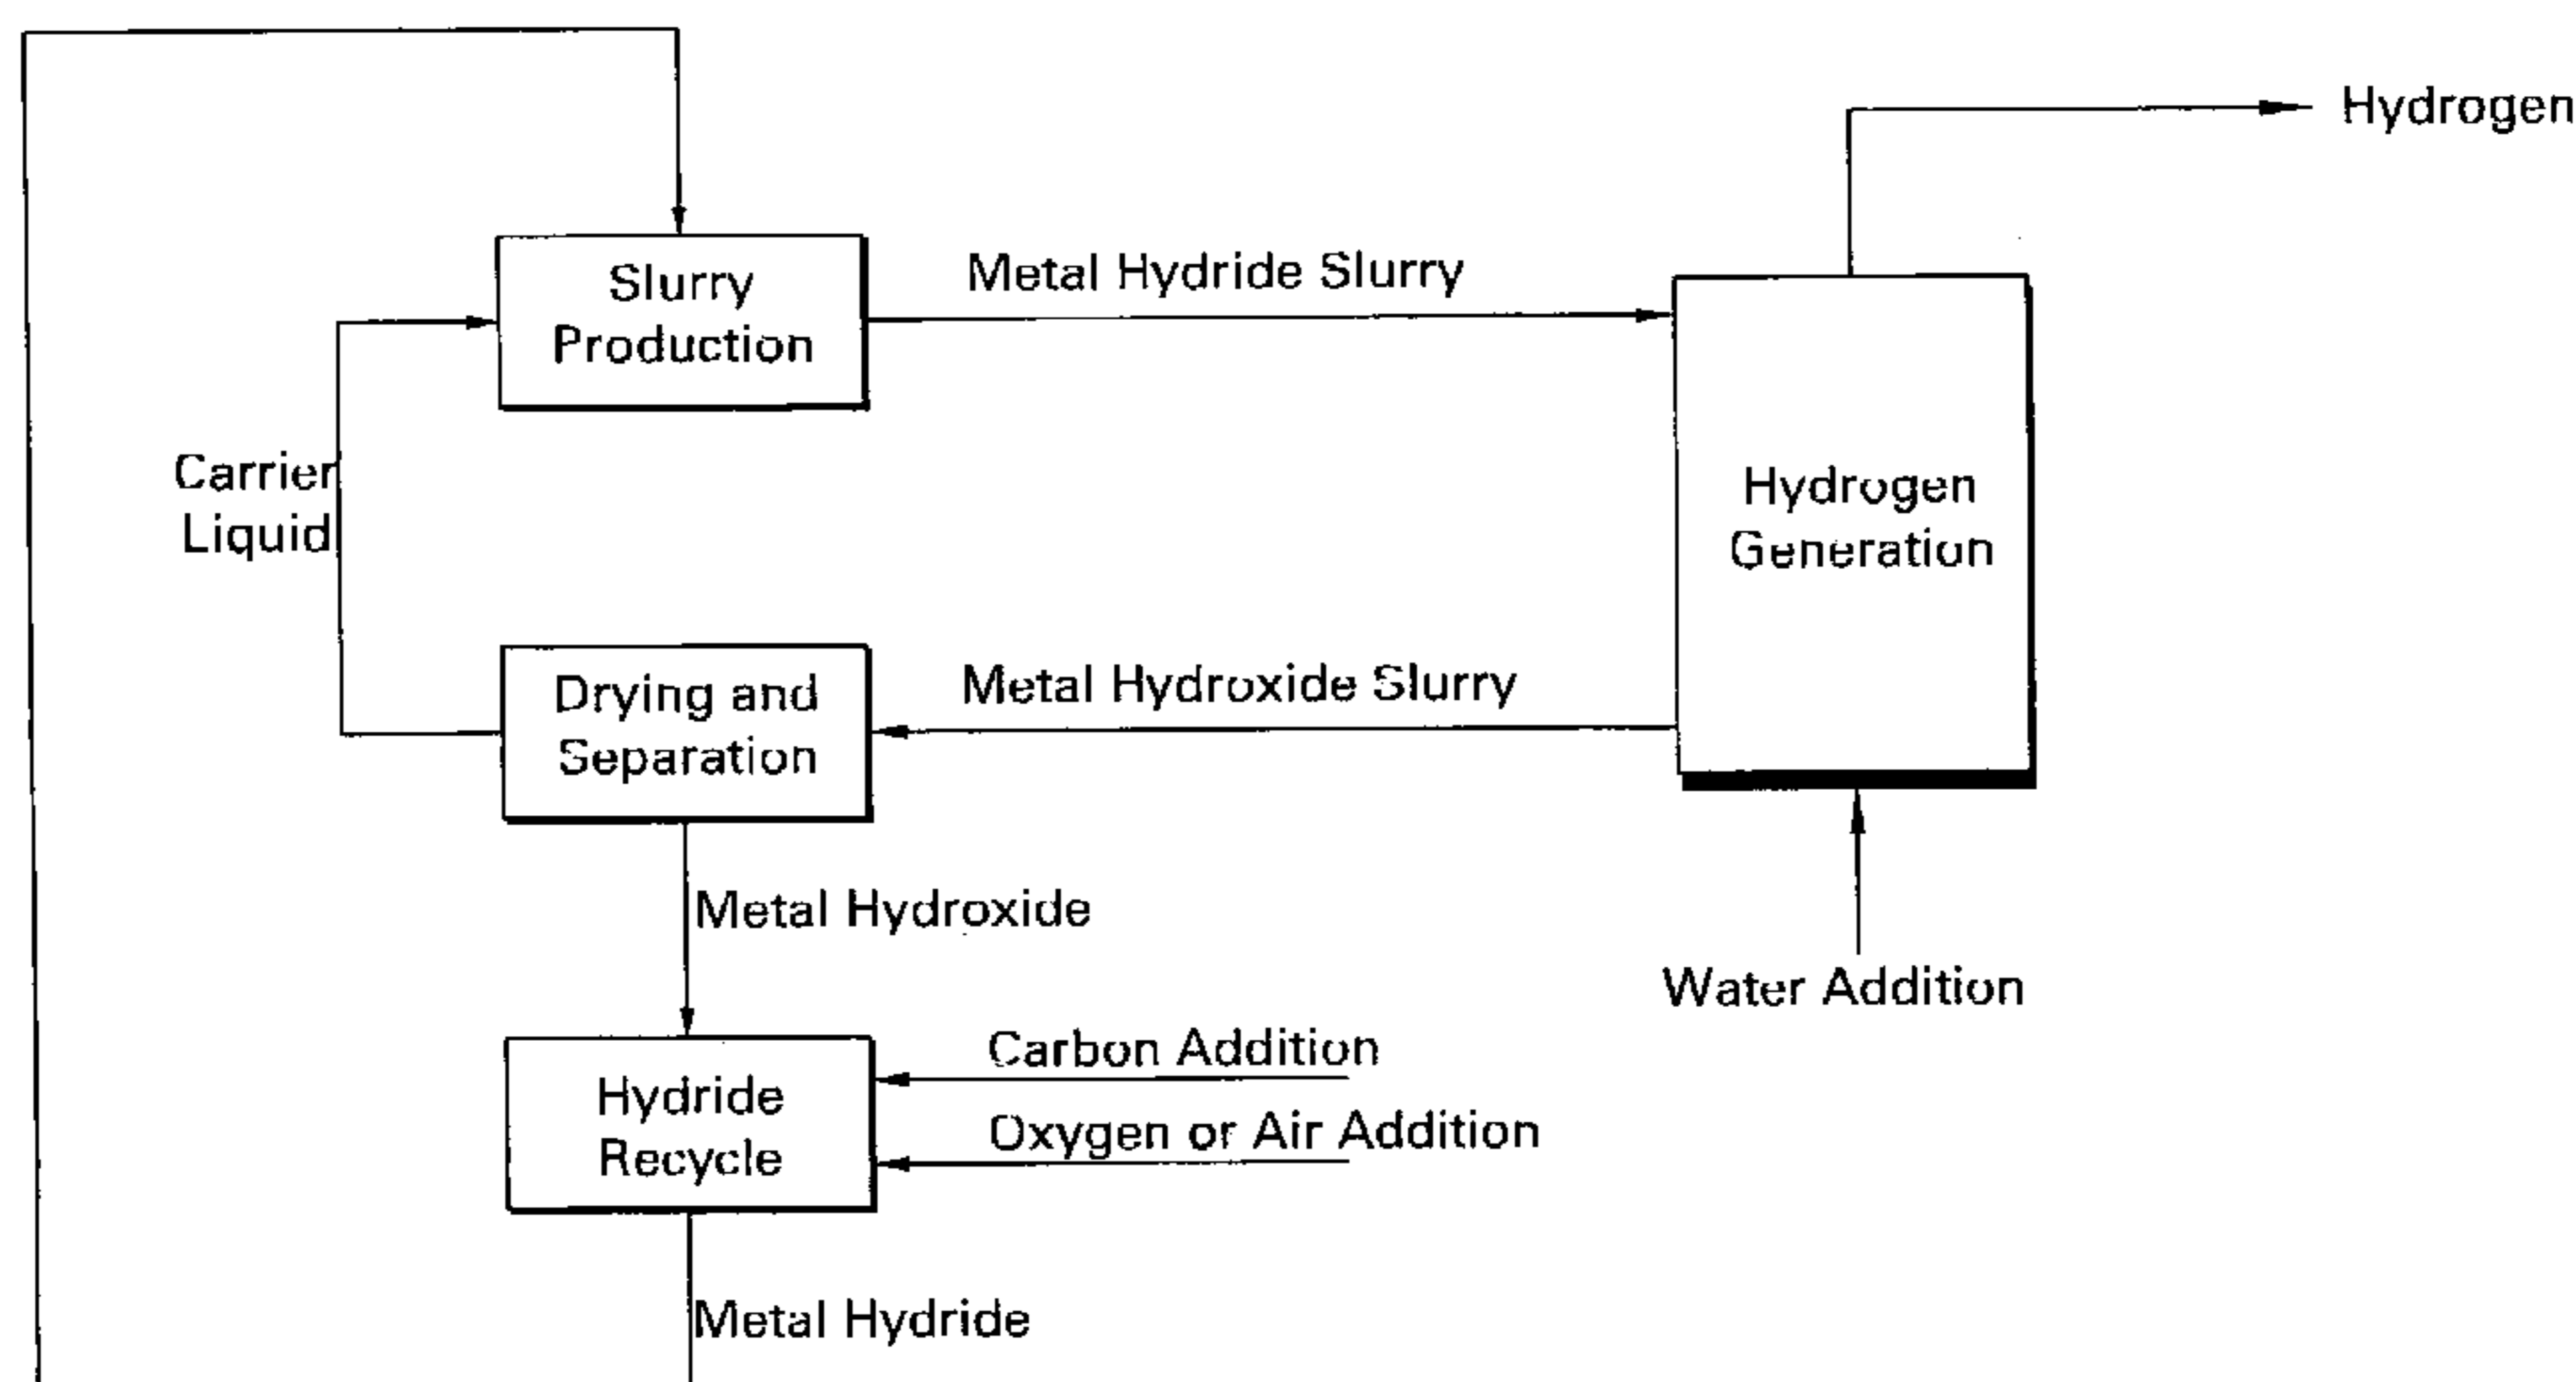 Hydrogen
Slurry
Production
Metal Hydride Slurry
Carrier
Liquid
Hydrogen
Generation
Drying and
Separation
Metal Hydroxide Slurry
Metal Hydroxide
Water Addition
Hydride
Recycle
Carbon Addition
Oxygen or Air Addition
Metal Hydride